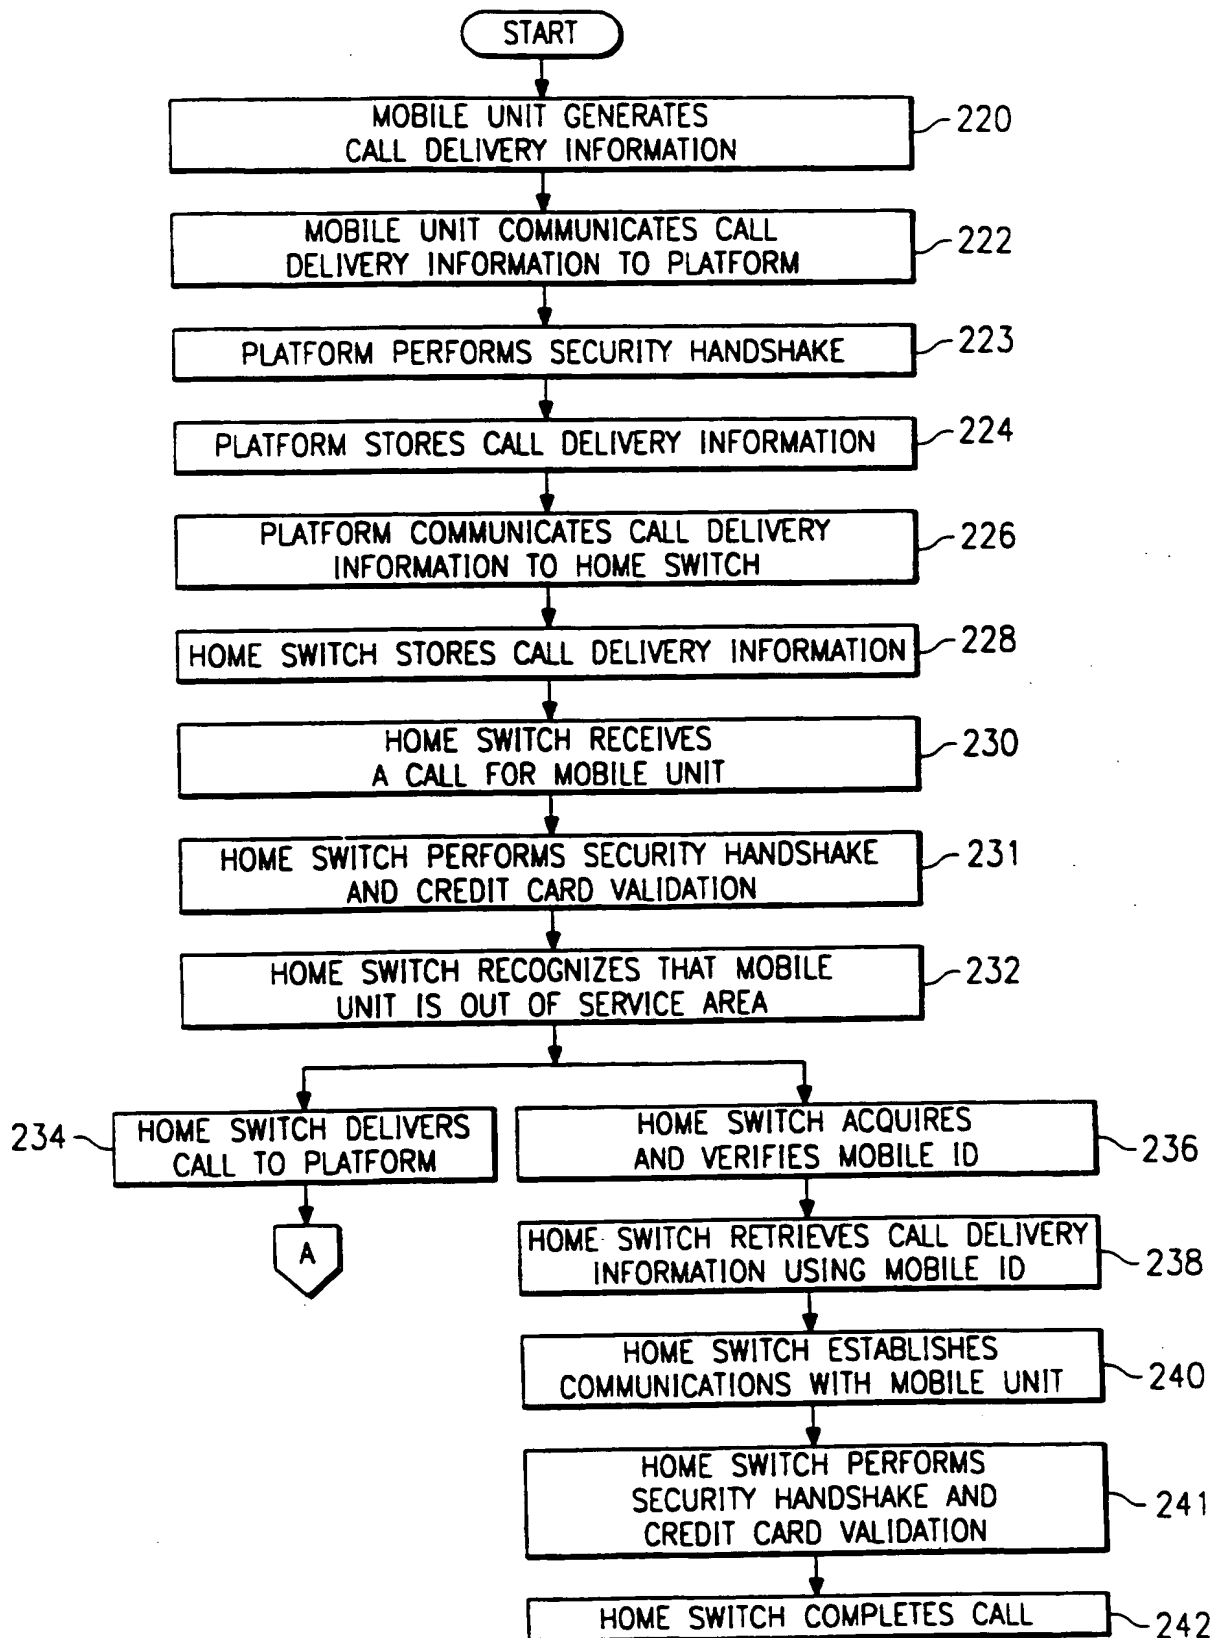 START
MOBILE UNIT GENERATES
CALL DELIVERY INFORMATION
220
MOBILE UNIT COMMUNICATES CALL
DELIVERY INFORMATION TO PLATFORM
222
PLATFORM PERFORMS SECURITY HANDSHAKE
223
PLATFORM STORES CALL DELIVERY INFORMATION
224
PLATFORM COMMUNICATES CALL DELIVERY
INFORMATION TO HOME SWITCH
226
HOME SWITCH STORES CALL DELIVERY INFORMATION
228
HOME SWITCH RECEIVES
A CALL FOR MOBILE UNIT
230
HOME SWITCH PERFORMS SECURITY HANDSHAKE
AND CREDIT CARD VALIDATION
231
HOME SWITCH RECOGNIZES THAT MOBILE
UNIT IS OUT OF SERVICE AREA
232
234
HOME SWITCH DELIVERS
CALL TO PLATFORM
A
HOME SWITCH ACQUIRES
AND VERIFIES MOBILE ID
236
HOME SWITCH RETRIEVES CALL DELIVERY
INFORMATION USING MOBILE ID
238
HOME SWITCH ESTABLISHES
COMMUNICATIONS WITH MOBILE UNIT
240
HOME SWITCH PERFORMS
SECURITY HANDSHAKE AND
CREDIT CARD VALIDATION
241
HOME SWITCH COMPLETES CALL
242